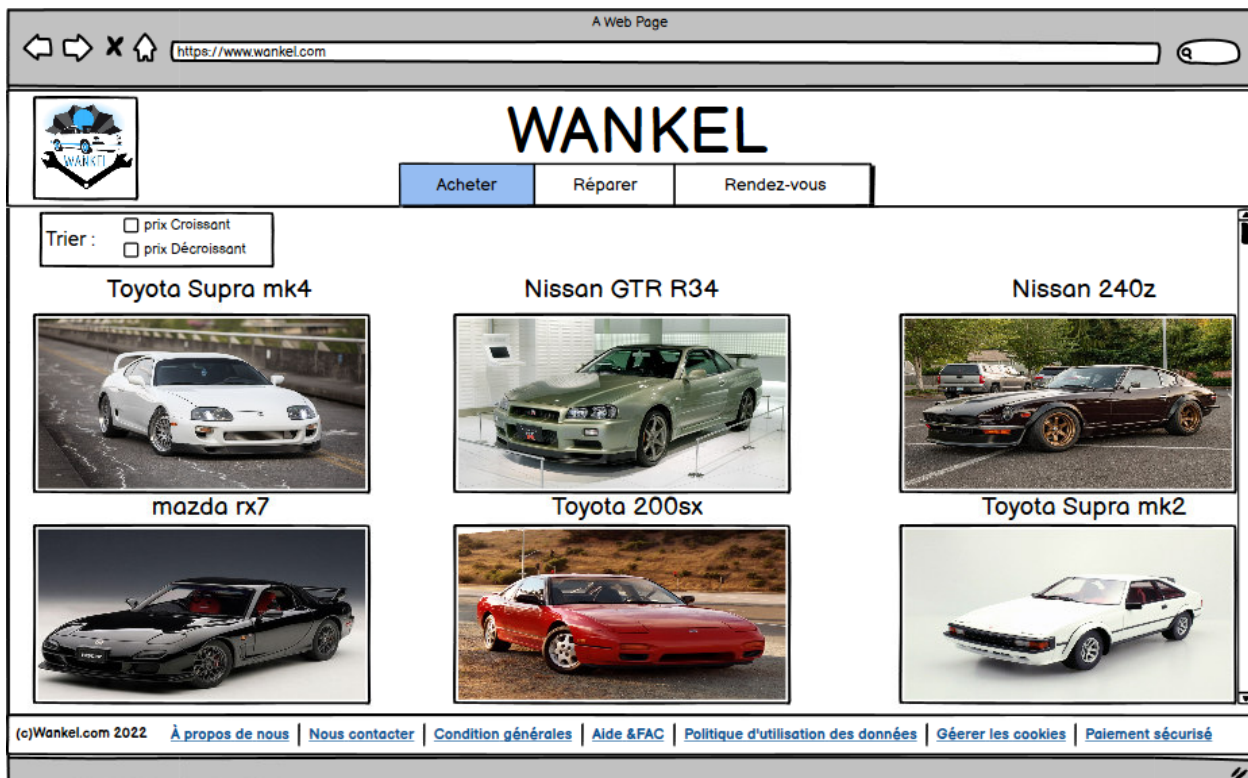 A Web Page
https://www.wankel.com
WANKEL
WANKEL
Acheter Réparer Rendez-vous
Trier :
prix Croissant
prix Décroissant
Toyota Supra mk4 Nissan GTR R34 Nissan 240z
mazda rx7 Toyota 200sx Toyota Supra mk2
(c)Wankel.com 2022 À propos de nous Nous contacter Condition générales Aide &FAC Politique d'utilisation des données Géerer les cookies Paiement sécurisé